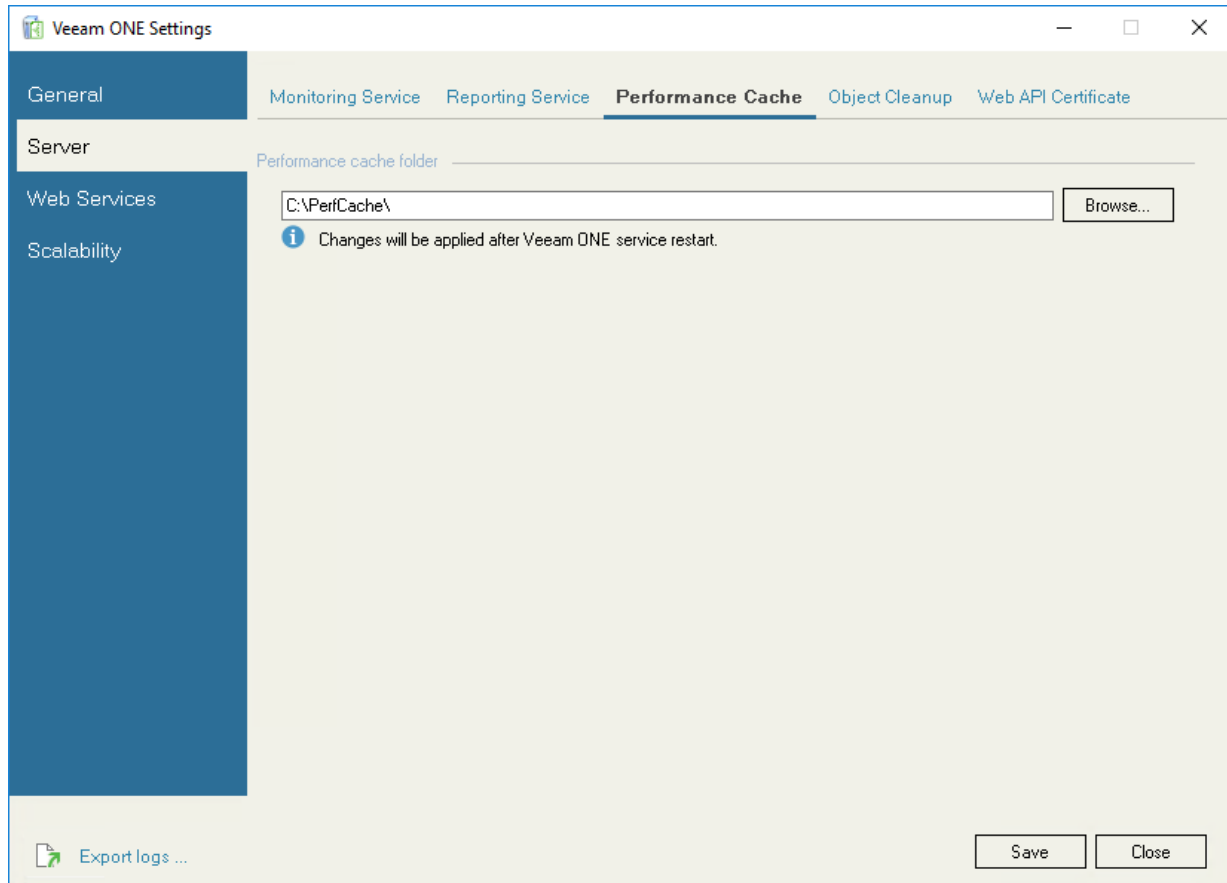 Veeam ONE Settings
General
Server
Web Services
Scalability
Monitoring Service Reporting Service Performance Cache Object Cleanup Web API Certificate
Performance cache folder
C:\PerfCache\ Browse...
Changes will be applied after Veeam ONE service restart.
Export logs ...
Save Close